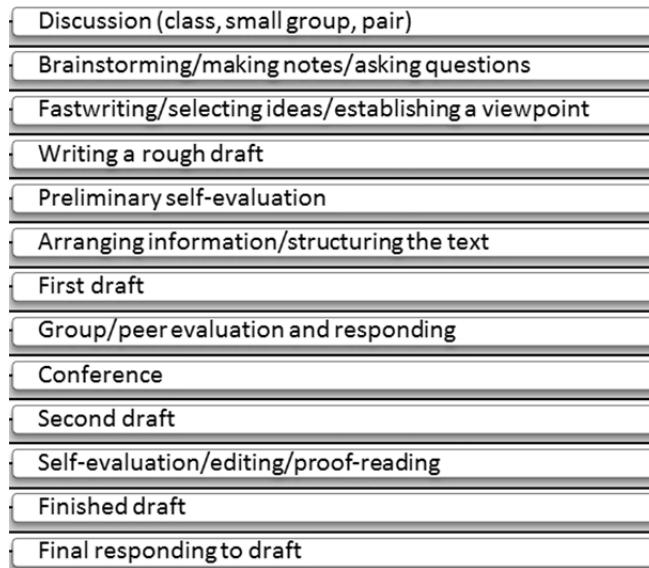 Discussion (class, small group, pair)
Brainstorming/making notes/asking questions
Fastwriting/selecting ideas/establishing a viewpoint
Writing a rough draft
Preliminary self-evaluation
Arranging information/structuring the text
First draft
Group/peer evaluation and responding
Conference
Second draft
Self-evaluation/editing/proof-reading
Finished draft
Final responding to draft